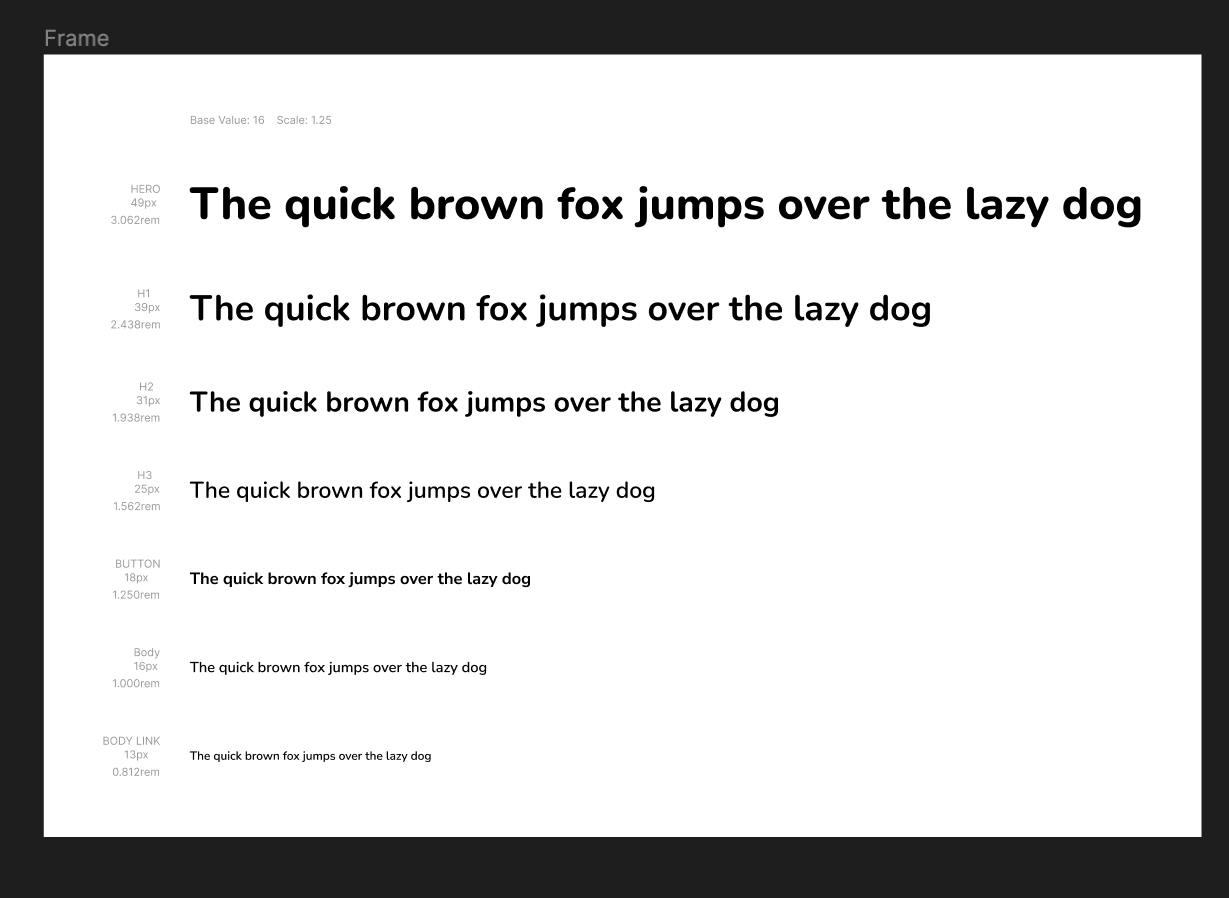 Frame
Base Value: 16 Scale: 1.25
HERO
49px
3.062rem
The quick brown fox jumps over the lazy dog
H1
39px
2.438rem
The quick brown fox jumps over the lazy dog
H2
31px
1.938rem
The quick brown fox jumps over the lazy dog
H3
25px
1.562rem
The quick brown fox jumps over the lazy dog
BUTTON
18px
1.250rem
The quick brown fox jumps over the lazy dog
Body
16px
1.000rem
The quick brown fox jumps over the lazy dog
BODY LINK
13px
0.812rem
The quick brown fox jumps over the lazy dog